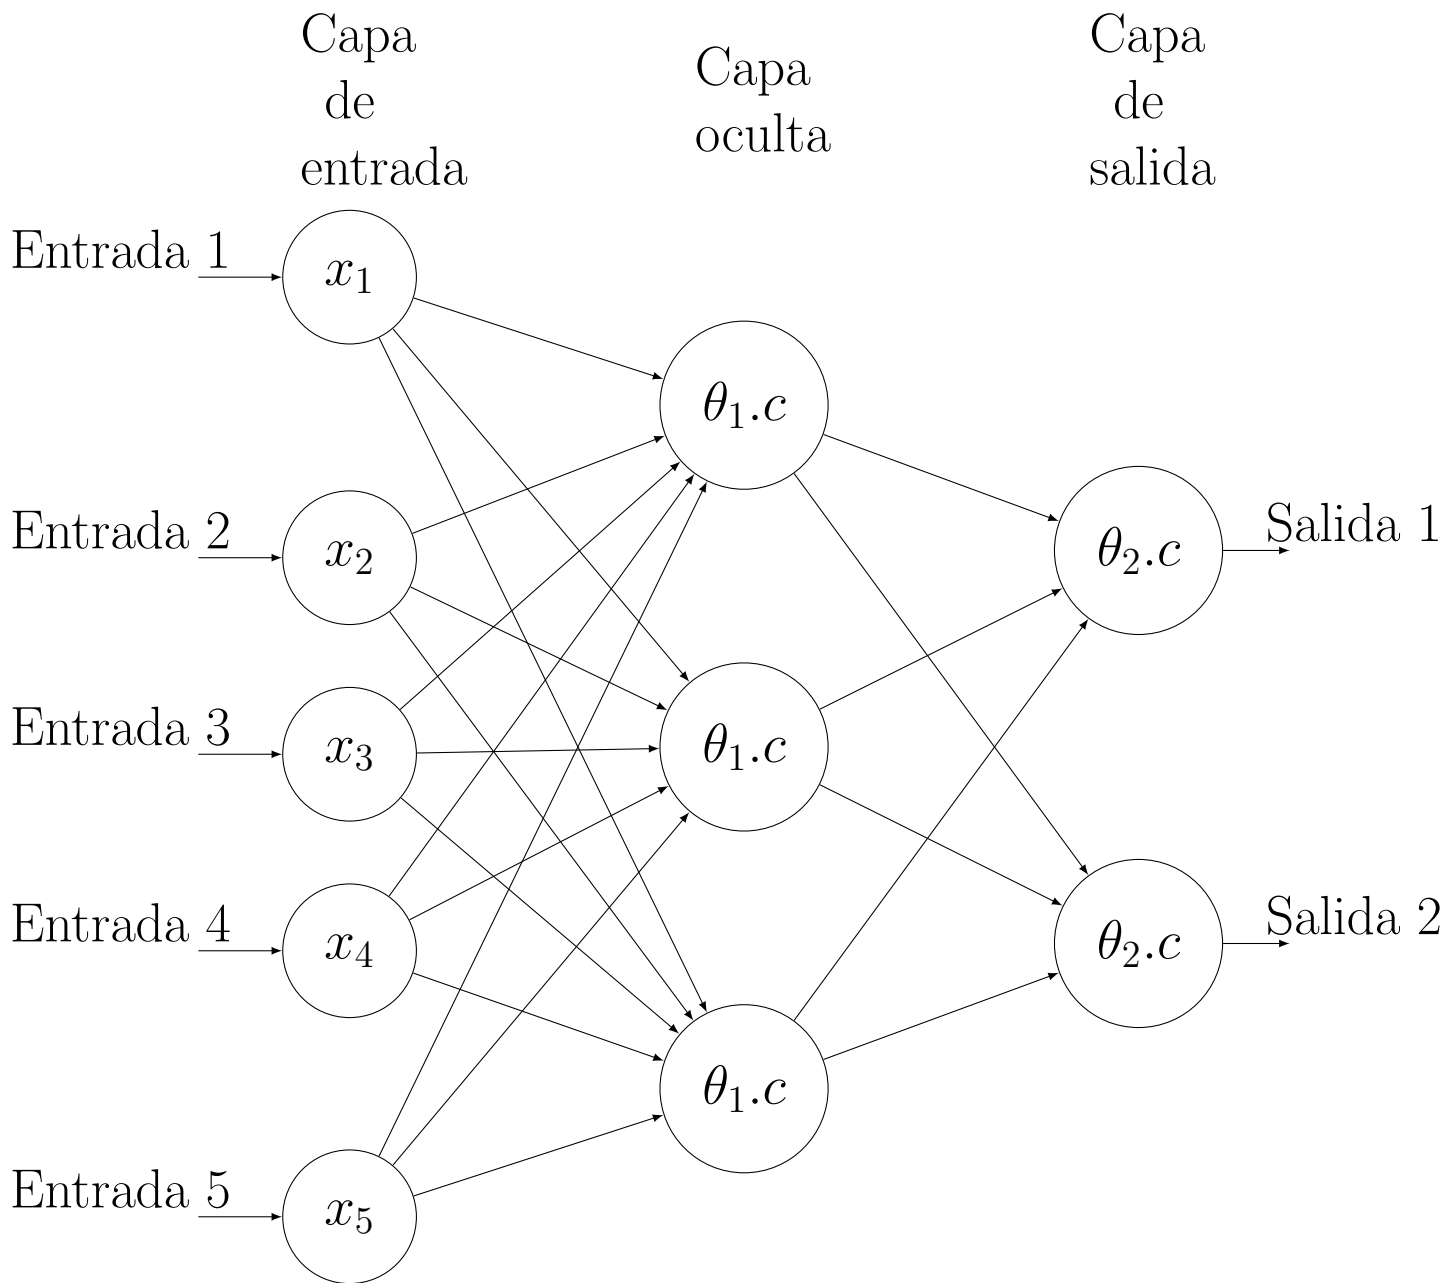 Capa
de
entrada
Capa
oculta
Capa
de
salida
Entrada 1
x₁
Entrada 2
x₂
Entrada 3
x₃
Entrada 4
x₄
Entrada 5
x₅
θ₁.c
θ₁.c
θ₁.c
θ₂.c
θ₂.c
Salida 1
Salida 2